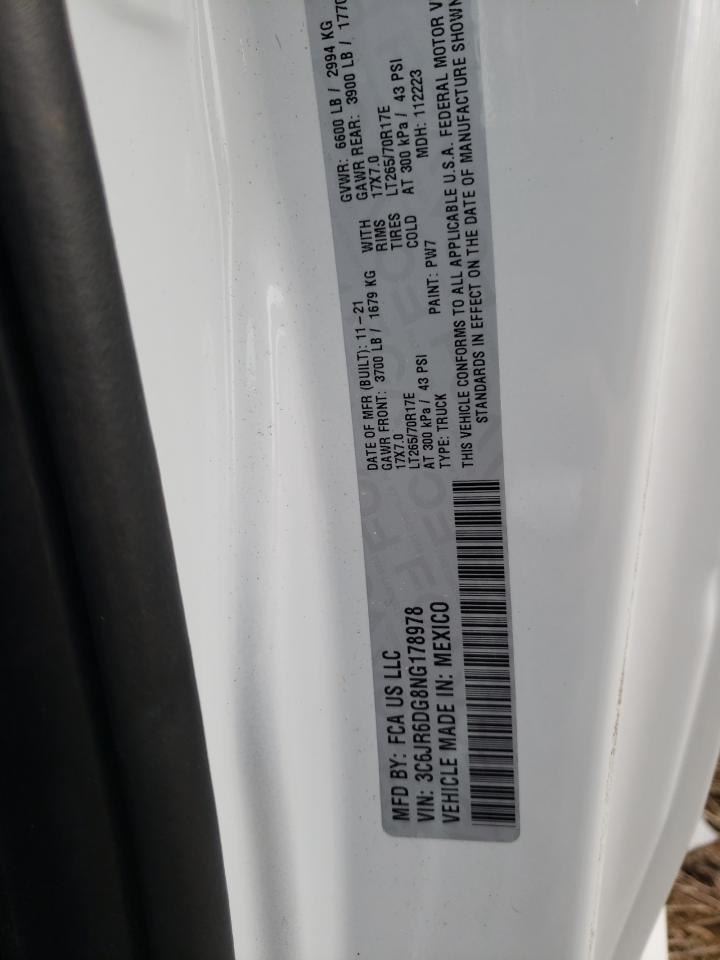 MFD BY: FCA US LLC
VIN: 3C6JR6DG8NG178978
VEHICLE MADE IN: MEXICO
DATE OF MFR (BUILT): 11-21 GVWR: 6600 LB / 2994 KG
GAWR FRONT: 3700 LB / 1679 KG WITH GAWR REAR: 3900 LB / 1770
17X7.0 RIMS 17X7.0
LT265/70R17E TIRES LT265/70R17E
AT 300 kPa / 43 PSI COLD AT 300 kPa / 43 PSI
TYPE: TRUCK PAINT: PW7 MDH: 112223
THIS VEHICLE CONFORMS TO ALL APPLICABLE U.S.A. FEDERAL MOTOR V
STANDARDS IN EFFECT ON THE DATE OF MANUFACTURE SHOWN